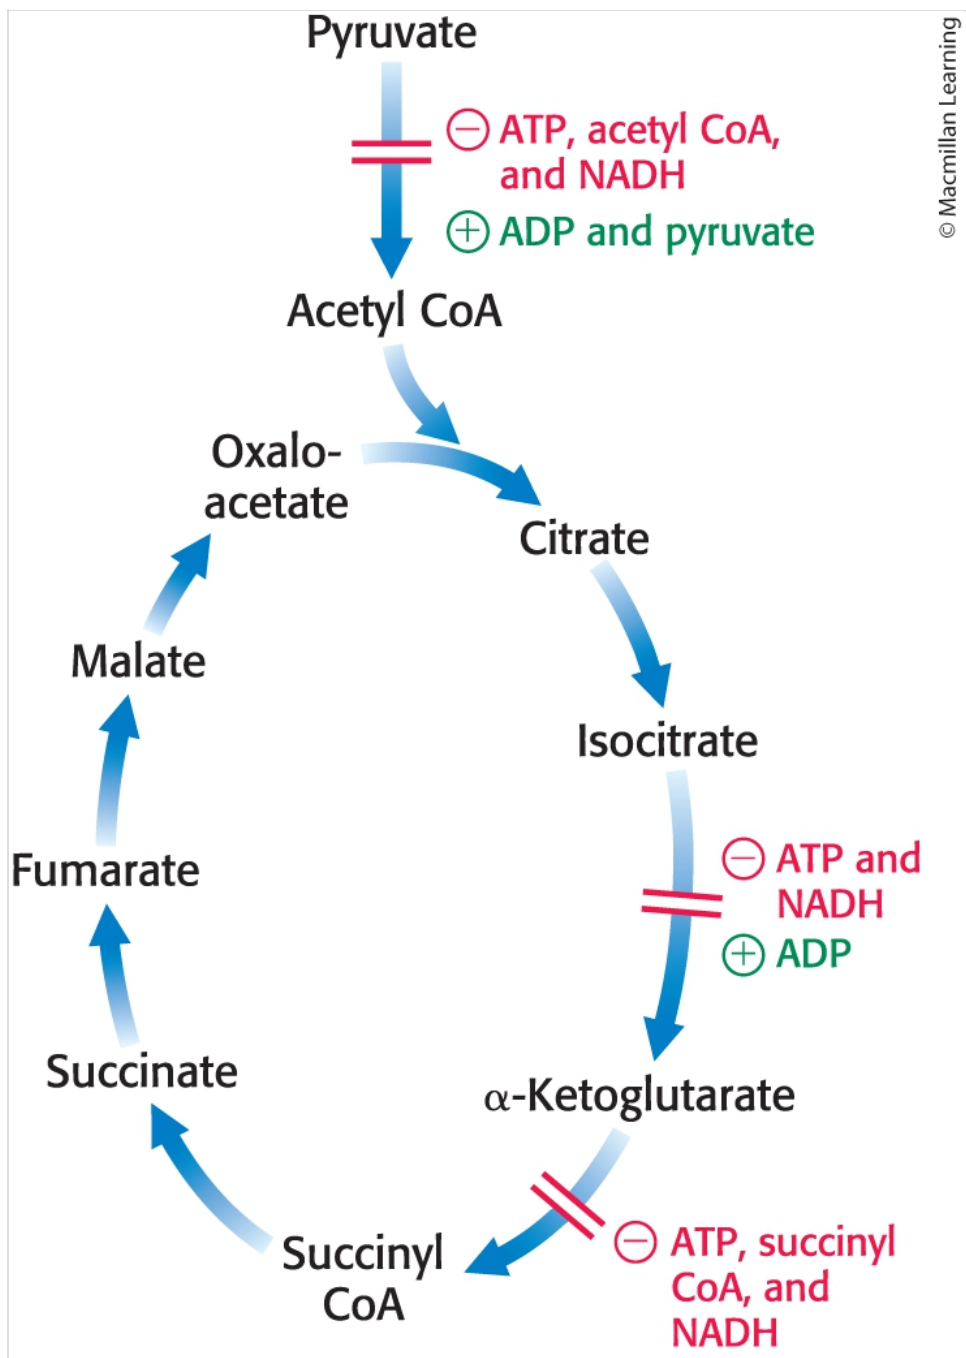 Pyruvate
⊖ ATP, acetyl CoA,
and NADH
⊕ ADP and pyruvate
© Macmillan Learning
Acetyl CoA
Oxalo-
acetate
Citrate
Malate
Isocitrate
⊖ ATP and
NADH
⊕ ADP
Fumarate
Succinate
α-Ketoglutarate
⊖ ATP, succinyl
CoA, and
NADH
Succinyl
CoA